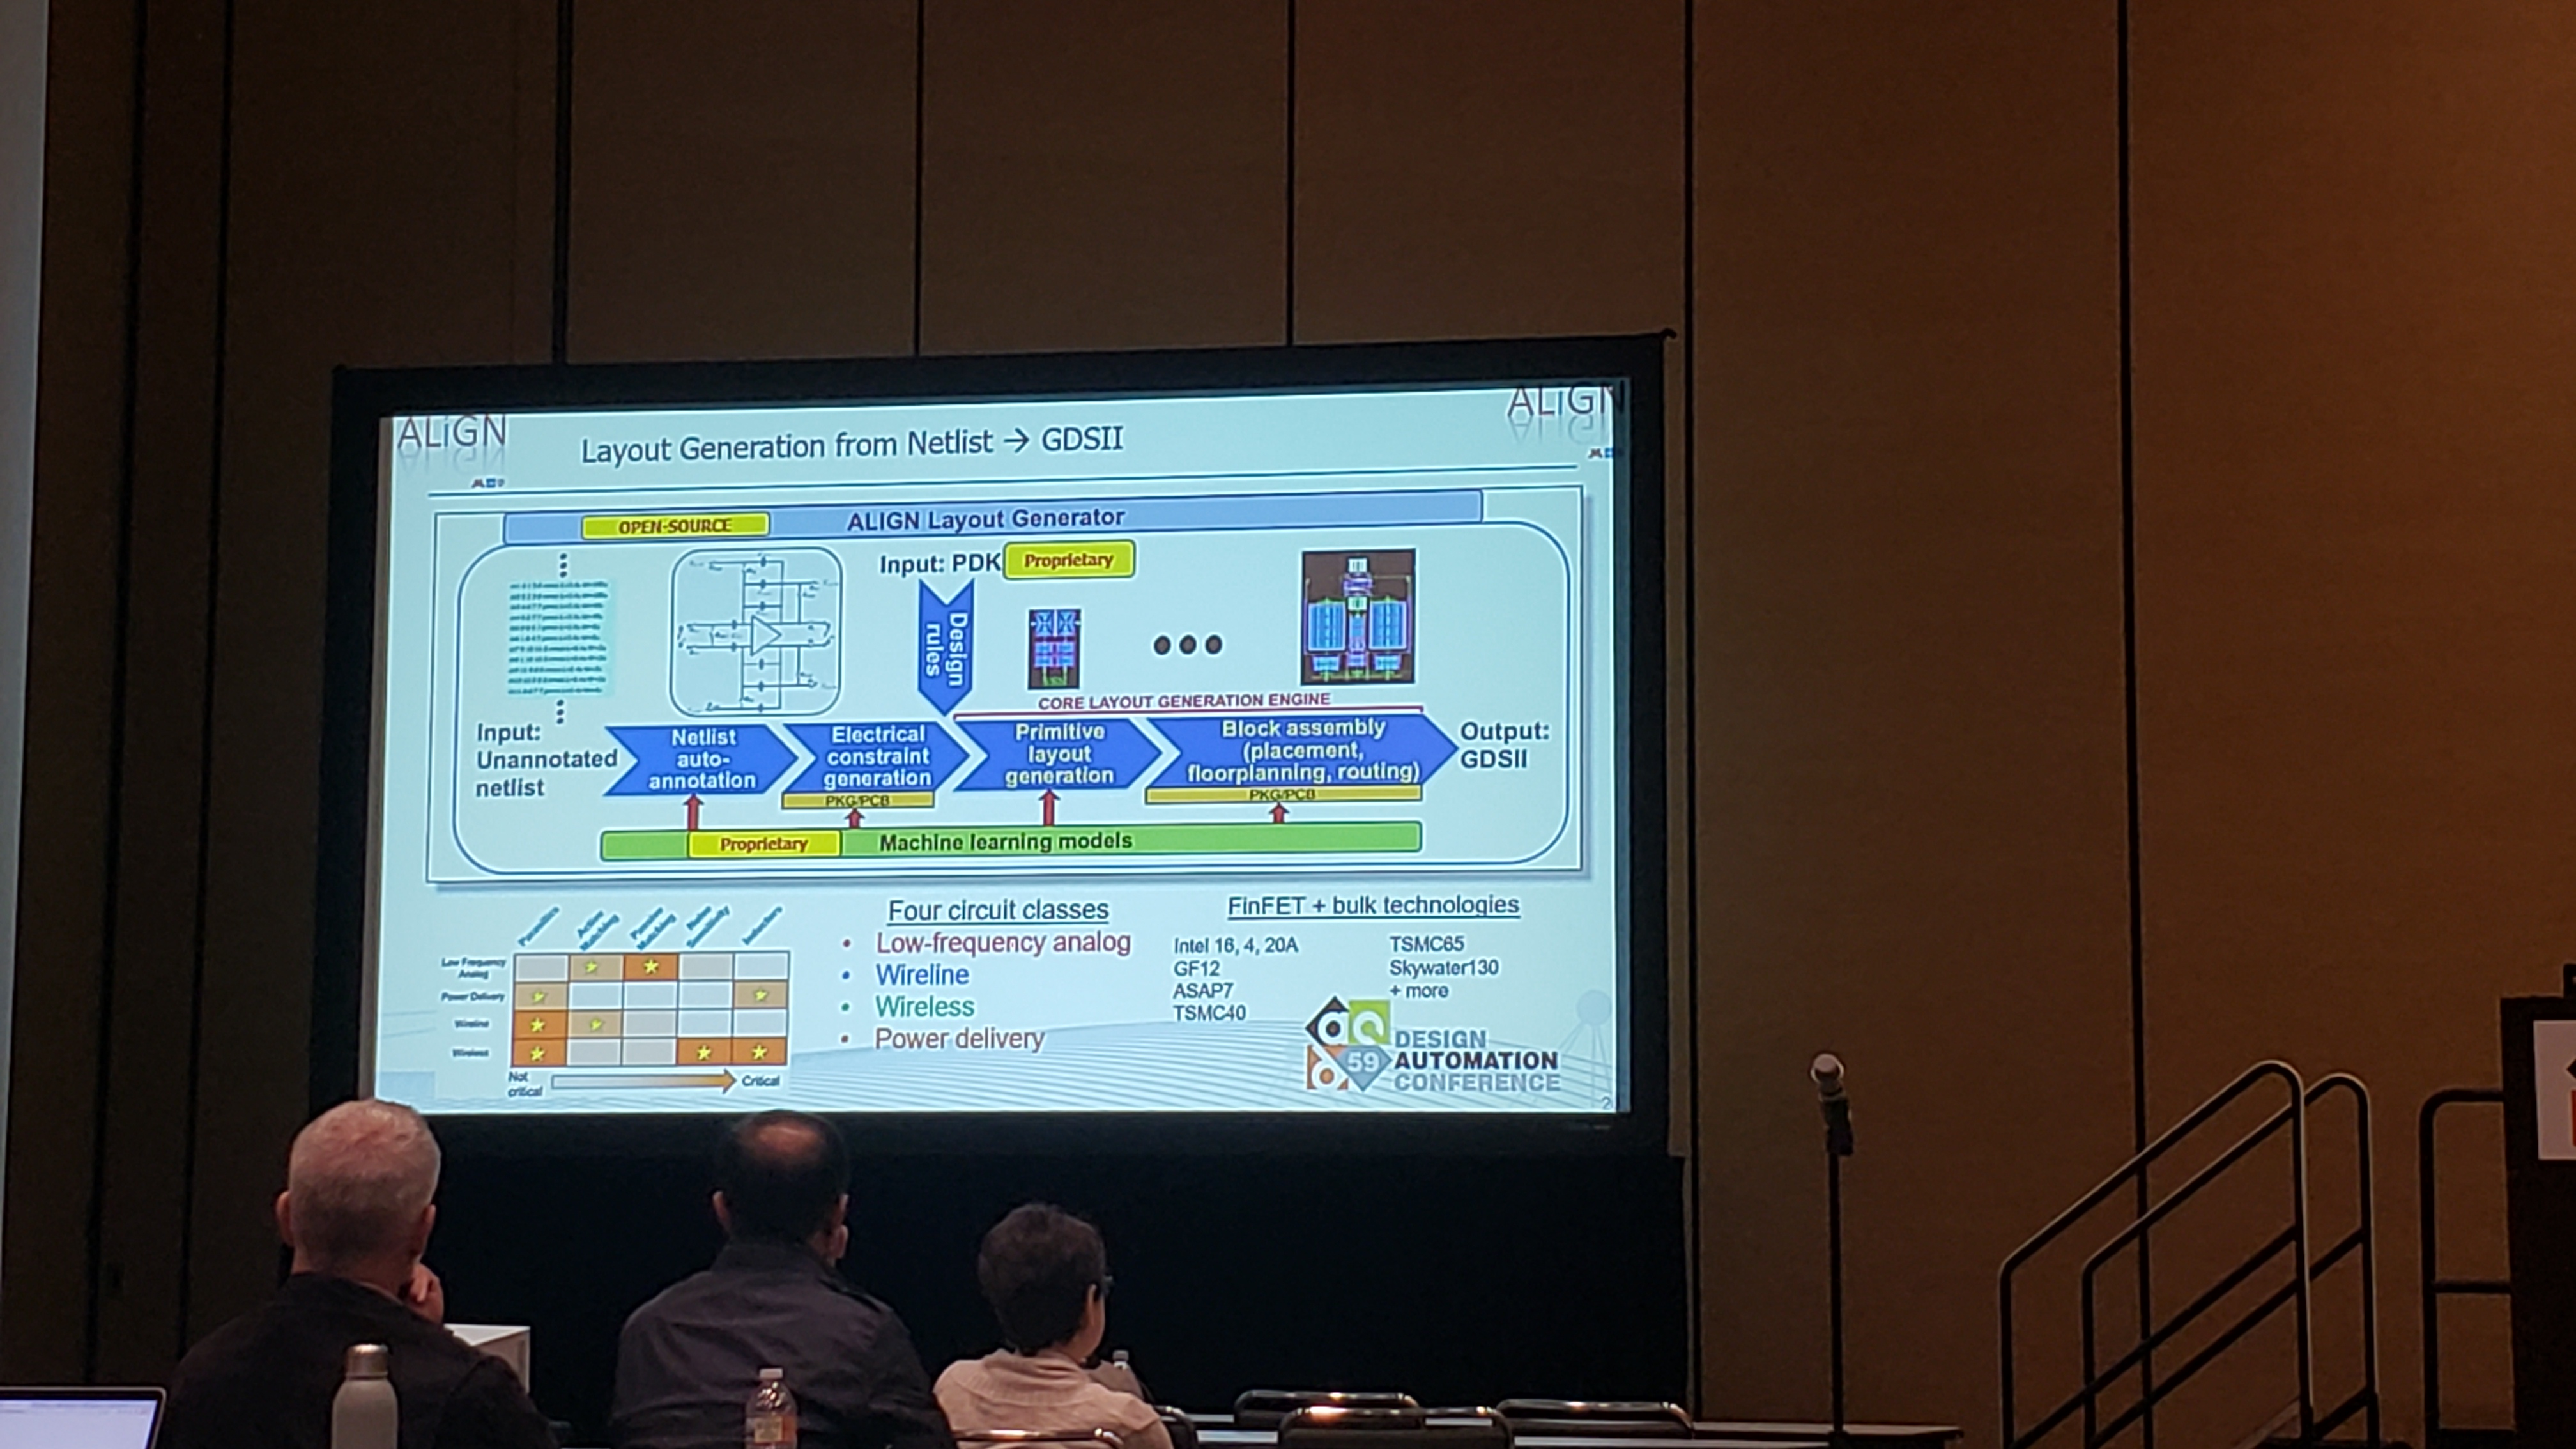 ALiGN
ALiGN
Layout Generation from Netlist → GDSII
OPEN-SOURCE
ALIGN Layout Generator
Input: PDK
Proprietary
Design
rules
CORE LAYOUT GENERATION ENGINE
Input:
Unannotated
netlist
Netlist
auto-
annotation
Electrical
constraint
generation
Primitive
layout
generation
Block assembly
(placement,
floorplanning, routing)
Output:
GDSII
PKG/PCB
PKG/PCB
Proprietary
Machine learning models
Matching
Matching
Low Frequency
Analog
Power Delivery
Wireline
Wireless
Not
critical
Critical
Four circuit classes
• Low-frequency analog
• Wireline
• Wireless
• Power delivery
FinFET + bulk technologies
Intel 16, 4, 20A
GF12
ASAP7
TSMC40
TSMC65
Skywater130
+ more
59
DESIGN
AUTOMATION
CONFERENCE
2